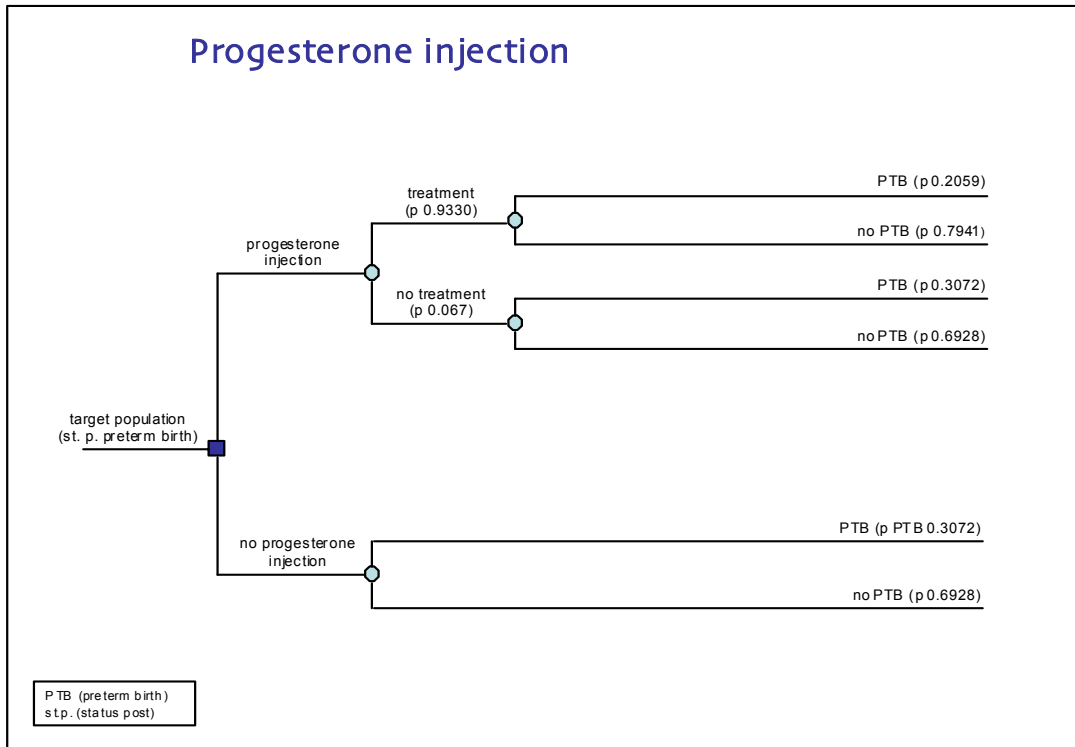 Progesterone injection
PTB (p 0.2059)
treatment
(p 0.9330)
no PTB (p 0.7941)
progesterone
injection
PTB (p 0.3072)
no treatment
(p 0.067)
no PTB (p 0.6928)
target population
(st. p. preterm birth)
PTB (p PTB 0.3072)
no progesterone
injection
no PTB (p 0.6928)
PTB (preterm birth)
st.p. (status post)